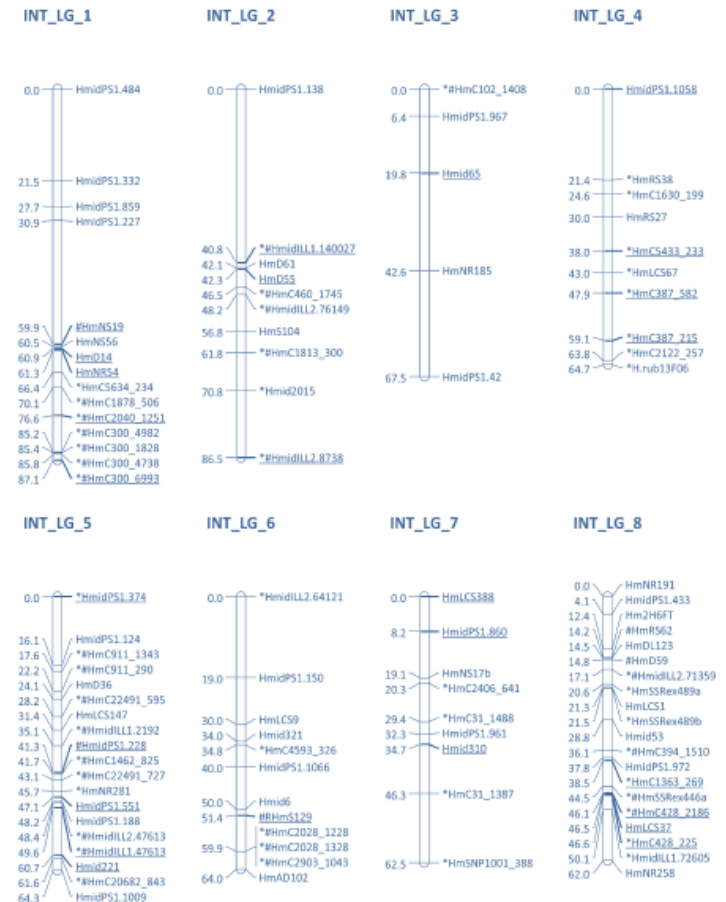 INT_LG_1
0.0 HmidPS1.484
21.5 HmidPS1.332
27.7 HmidPS1.859
30.9 HmidPS1.227
59.9 #HmNS19
60.5 HmNS56
60.9 HmD14
61.3 HmNR54
66.4 *HmC5634_234
70.1 *#HmC1878_506
76.6 *#HmC2040_1251
85.2 *#HmC300_4982
85.4 *#HmC300_1828
85.8 *#HmC300_4738
87.1 *#HmC300_6993
INT_LG_2
0.0 HmidPS1.138
40.8 *#HmidILL1.140027
42.1 HmD61
42.3 HmD55
46.5 *#HmC460_1745
48.2 *#HmidILL2.76149
56.8 HmS104
61.8 *#HmC1813_300
70.8 *Hmid2015
86.5 *#HmidILL2.8738
INT_LG_3
0.0 *#HmC102_1408
6.4 HmidPS1.967
19.8 Hmid65
42.6 HmNR185
67.5 HmidPS1.42
INT_LG_4
0.0 HmidPS1.1058
21.4 *HmRS38
24.6 *HmC1630_199
30.0 HmRS27
38.0 *HmC5433_233
43.0 *HmLCS67
47.9 *HmC387_582
59.1 *HmC387_215
63.8 *HmC2122_257
64.7 *H.rub13F06
INT_LG_5
0.0 *HmidPS1.374
16.1 HmidPS1.124
17.6 *#HmC911_1343
22.2 *#HmC911_290
24.1 HmD36
28.2 *#HmC22491_595
31.4 HmLCS147
35.1 *#HmidILL1.2192
41.3 #HmidPS1.228
41.7 *#HmC1462_825
43.1 *#HmC22491_727
45.7 *HmNR281
47.1 HmidPS1.551
48.2 HmidPS1.188
48.4 *#HmidILL2.47613
49.6 *#HmidILL1.47613
60.7 Hmid221
61.6 *#HmC20682_843
64.3 HmidPS1.1009
INT_LG_6
0.0 *HmidILL2.64121
19.0 HmidPS1.150
30.0 HmLCS9
34.0 Hmid321
34.8 *HmC4593_326
40.0 HmidPS1.1066
50.0 Hmid6
51.4 #RHmS129
*#HmC2028_1228
59.9 *#HmC2028_1328
*#HmC2903_1043
64.0 HmAD102
INT_LG_7
0.0 HmLCS388
8.2 HmidPS1.860
19.1 HmNS17b
20.3 *HmC2406_641
29.4 *HmC31_1488
32.3 HmidPS1.961
34.7 Hmid310
46.3 *HmC31_1387
62.5 *HmSNP1001_388
INT_LG_8
0.0 HmNR191
4.1 HmidPS1.433
12.4 Hm2H6FT
14.2 #HmRS62
14.5 HmDL123
14.8 #HmD59
17.1 *#HmidILL2.71359
20.6 *HmSSRex489a
21.3 HmLCS1
21.5 *HmSSRex489b
28.8 Hmid53
36.1 *#HmC394_1510
37.8 HmidPS1.972
38.5 *HmC1363_269
44.5 *#HmSSRex446a
46.1 *#HmC428_2186
46.5 HmLCS37
46.6 *HmC428_225
50.1 *HmidILL1.72605
62.0 HmNR258